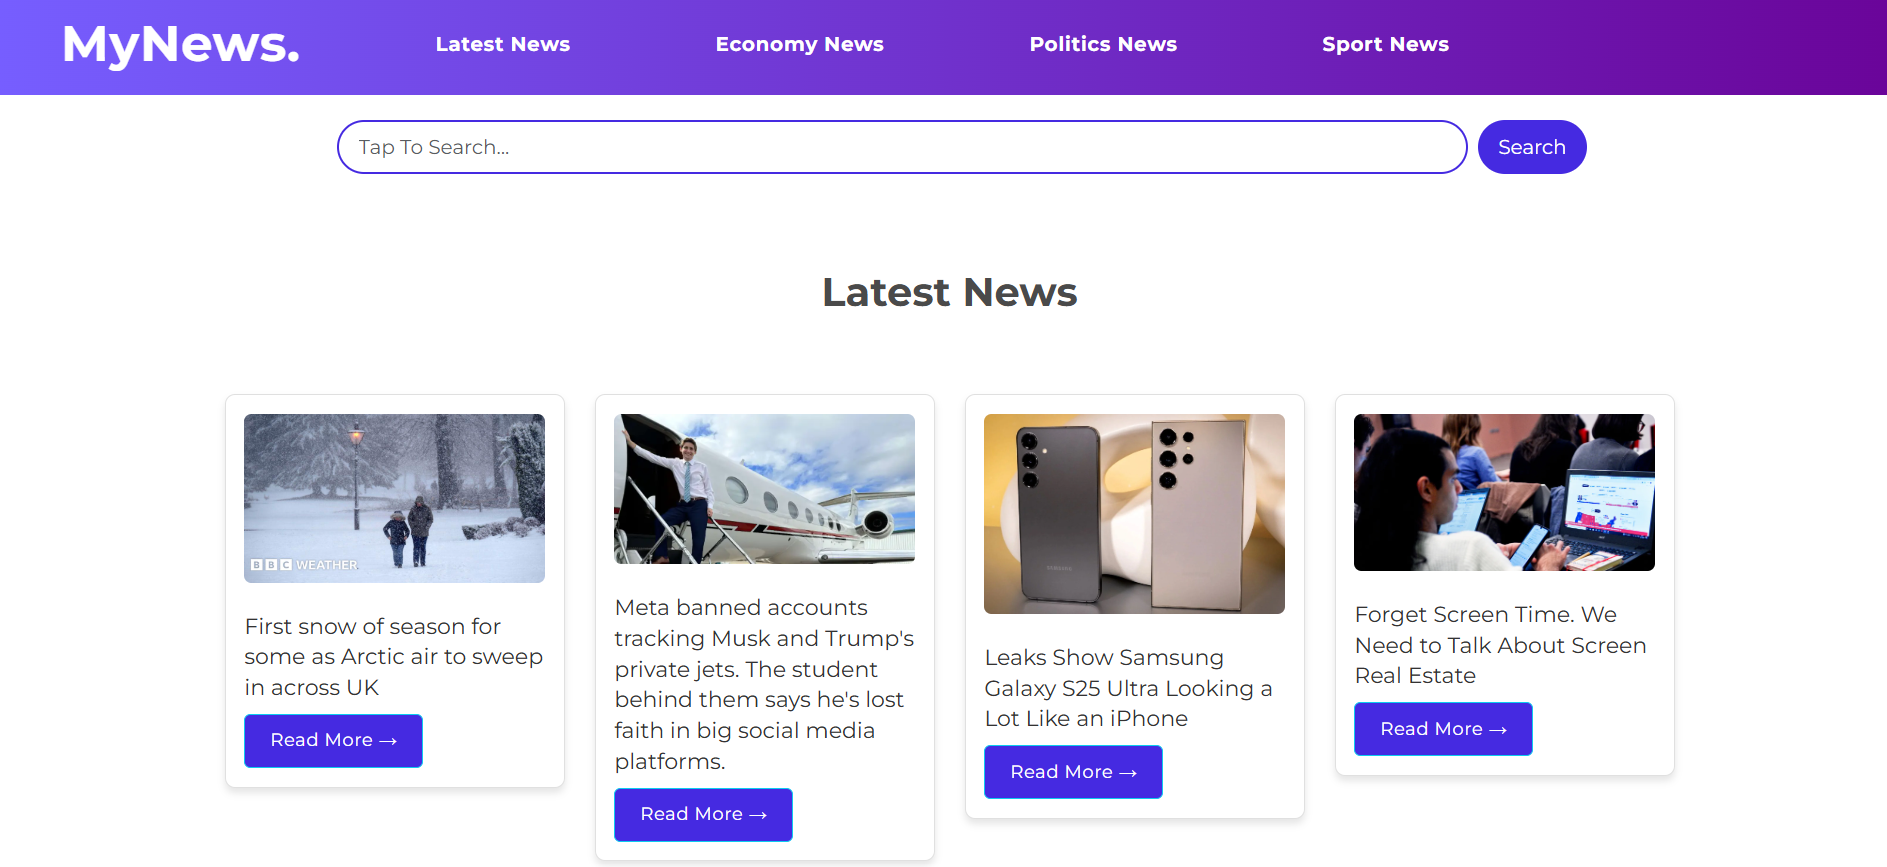 MyNews.
Latest News
Economy News
Politics News
Sport News
Tap To Search...
Search
Latest News
BBC WEATHER
First snow of season for
some as Arctic air to sweep
in across UK
Read More →
Meta banned accounts
tracking Musk and Trump's
private jets. The student
behind them says he's lost
faith in big social media
platforms.
Read More →
SAMSUNG
Leaks Show Samsung
Galaxy S25 Ultra Looking a
Lot Like an iPhone
Read More →
Forget Screen Time. We
Need to Talk About Screen
Real Estate
Read More →